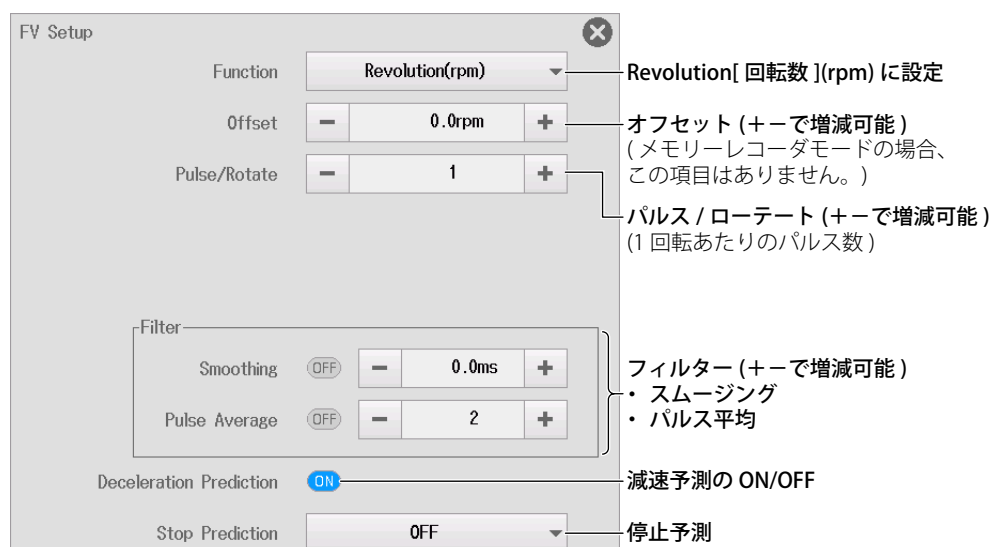 FV Setup
Function
Revolution(rpm)
Revolution[ 回転数 ](rpm) に設定
Offset
0.0rpm
オフセット (+-で増減可能 )
( メモリーレコーダモードの場合、
この項目はありません。)
Pulse/Rotate
1
パルス / ローテート (+-で増減可能 )
(1 回転あたりのパルス数 )
Filter
Smoothing
OFF
0.0ms
Pulse Average
OFF
2
フィルター (+-で増減可能 )
・ スムージング
・ パルス平均
Deceleration Prediction
ON
減速予測の ON/OFF
Stop Prediction
OFF
停止予測